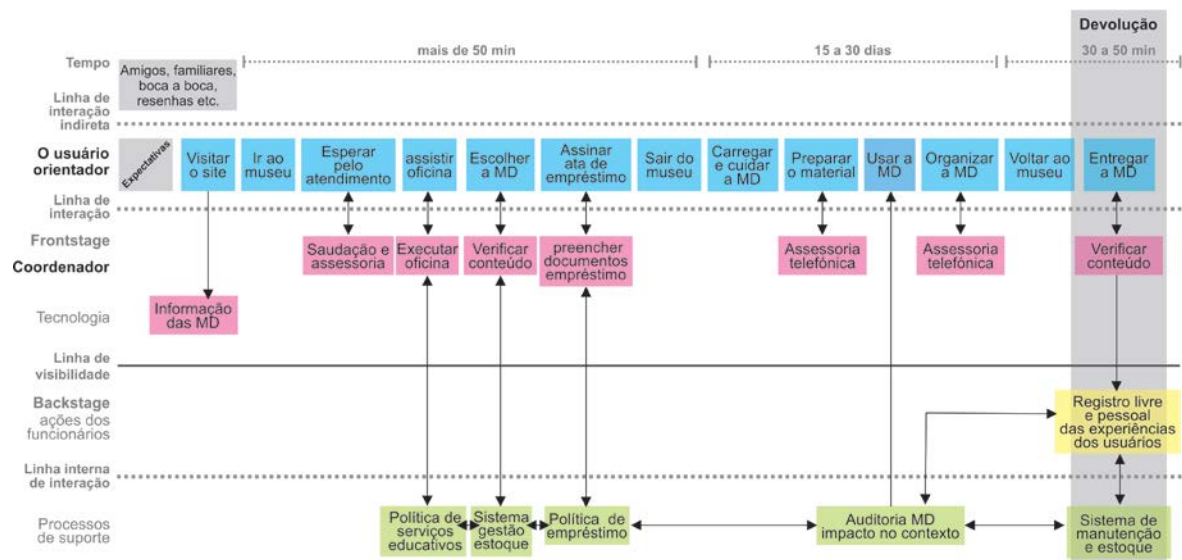 Devolução
Tempo
mais de 50 min
15 a 30 dias
30 a 50 min
Amigos, familiares,
boca a boca,
resenhas etc.
Linha de
interação
indireta
O usuário
orientador
Expectativas
Visitar
o site
Ir ao
museu
Esperar
pelo
atendimento
assistir
oficina
Escolher
a MD
Assinar
ata de
empréstimo
Sair do
museu
Carregar
e cuidar
a MD
Preparar
o material
Usar a
MD
Organizar
a MD
Voltar ao
museu
Entregar
a MD
Linha de
interação
Frontstage
Coordenador
Saudação e
assessoria
Executar
oficina
Verificar
conteúdo
preencher
documentos
empréstimo
Assessoria
telefónica
Assessoria
telefónica
Verificar
conteúdo
Tecnologia
Informação
das MD
Linha de
visibilidade
Backstage
ações dos
funcionários
Registro livre
e pessoal
das experiências
dos usuários
Linha interna
de interação
Processos
de suporte
Política de
serviços
educativos
Sistema
gestão
estoque
Política de
empréstimo
Auditoria MD
impacto no contexto
Sistema de
manutenção
e estoque